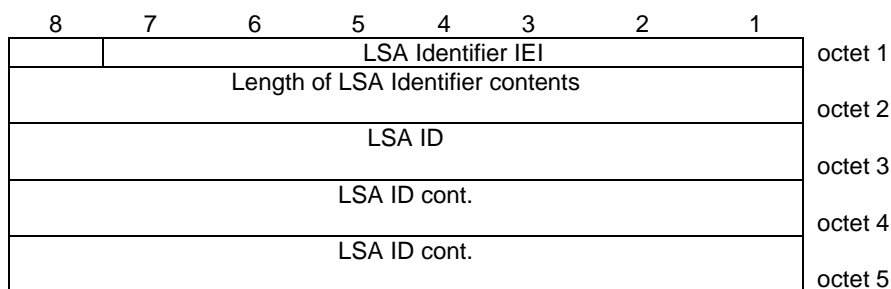 8 7 6 5 4 3 2 1
LSA Identifier IEI octet 1
Length of LSA Identifier contents
octet 2
LSA ID
octet 3
LSA ID cont.
octet 4
LSA ID cont.
octet 5